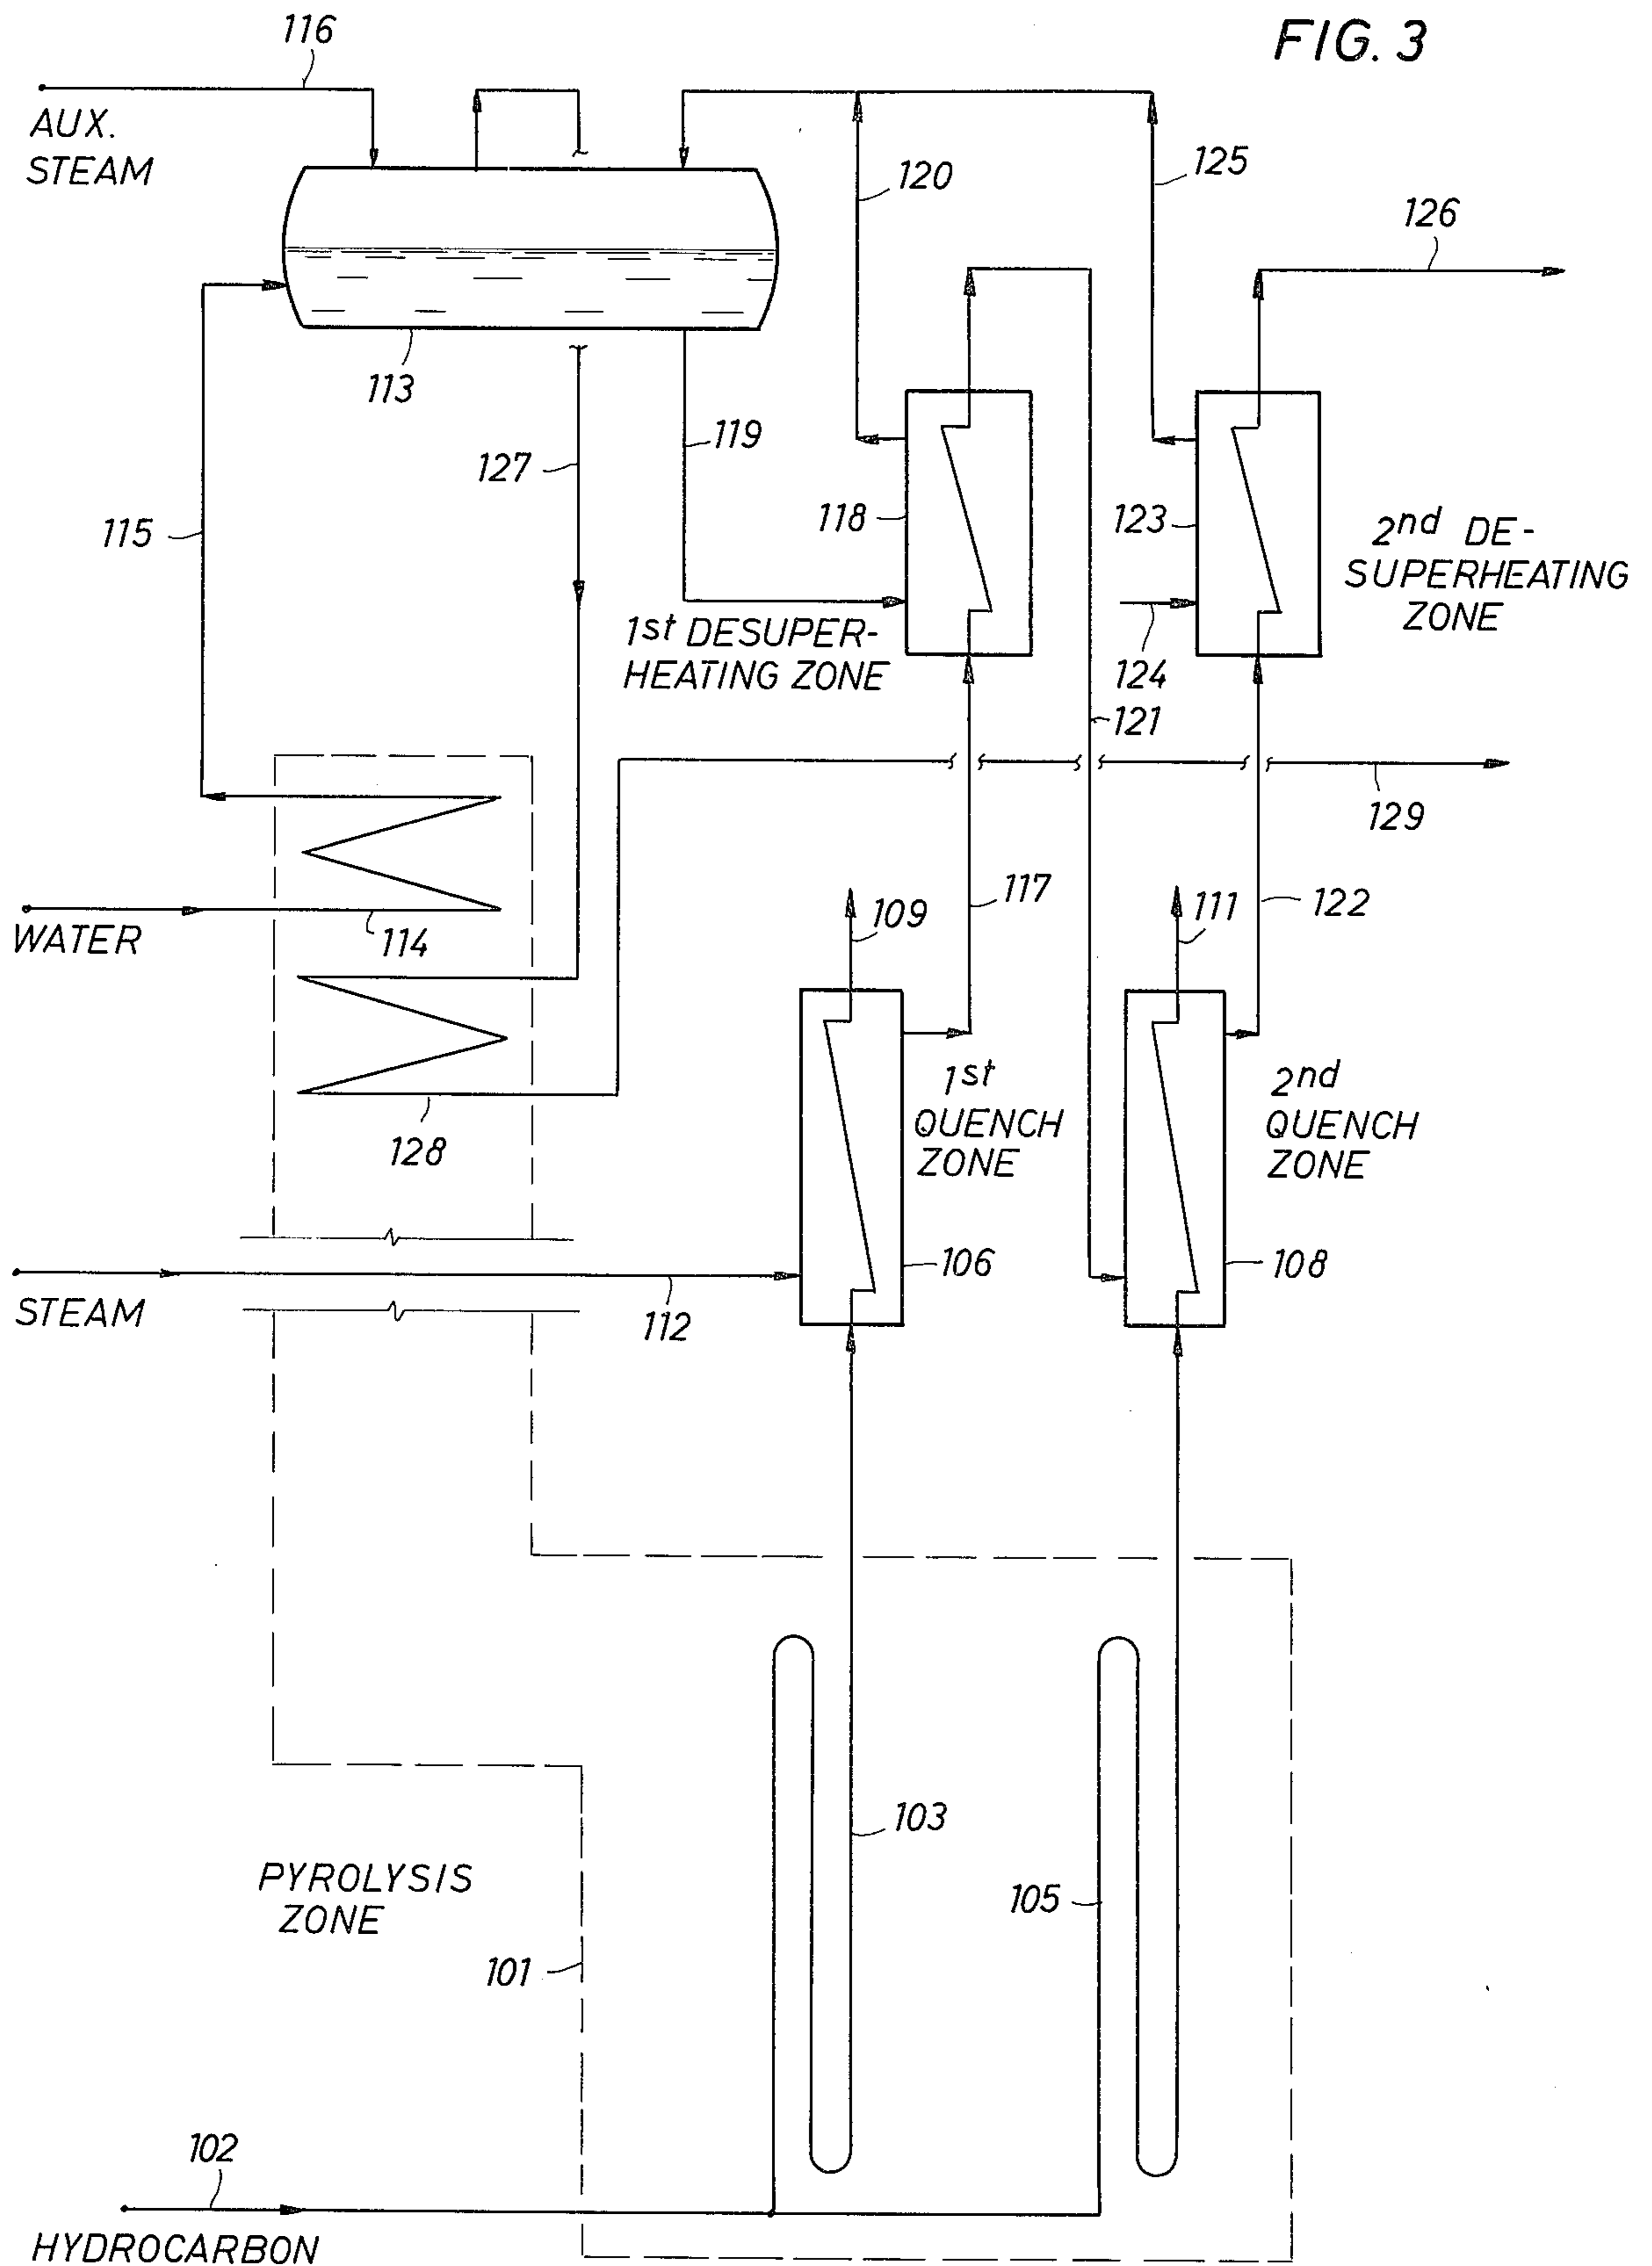 FIG. 3
116
AUX.
STEAM
120
125
126
113
119
127
115
118
123
2nd DE-
SUPERHEATING
ZONE
1st DESUPER-
HEATING ZONE
124
121
129
117
122
109
111
WATER
114
1st
QUENCH
ZONE
2nd
QUENCH
ZONE
128
106
108
STEAM
112
103
PYROLYSIS
ZONE
105
101
102
HYDROCARBON